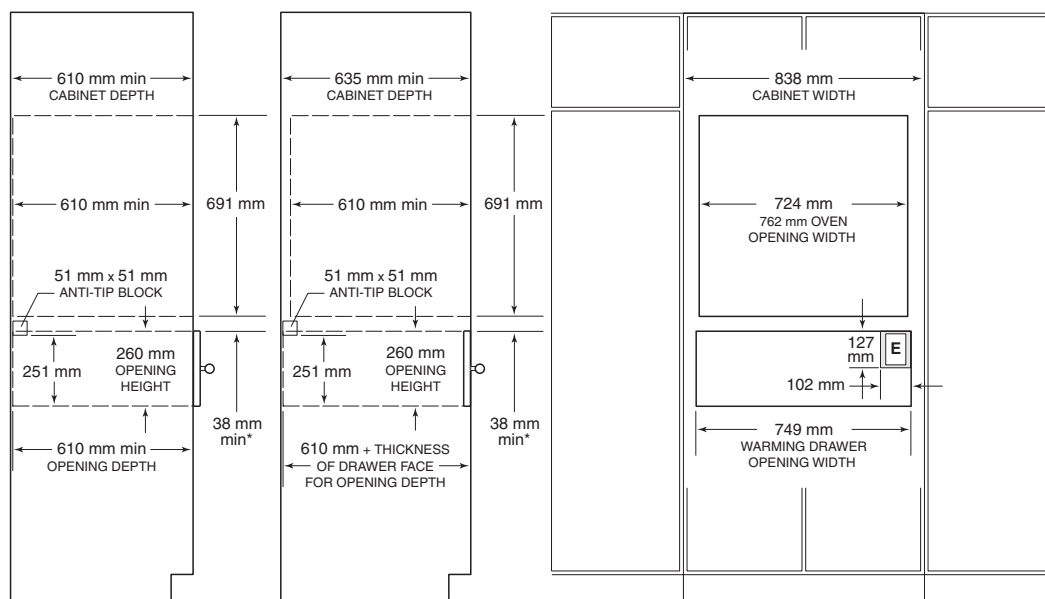 610 mm min
CABINET DEPTH
610 mm min
691 mm
51 mm x 51 mm
ANTI-TIP BLOCK
251 mm
260 mm
OPENING
HEIGHT
38 mm
min*
610 mm min
OPENING DEPTH
635 mm min
CABINET DEPTH
610 mm min
691 mm
51 mm x 51 mm
ANTI-TIP BLOCK
251 mm
260 mm
OPENING
HEIGHT
38 mm
min*
610 mm + THICKNESS
OF DRAWER FACE
FOR OPENING DEPTH
838 mm
CABINET WIDTH
724 mm
762 mm OVEN
OPENING WIDTH
127
mm
E
102 mm
749 mm
WARMING DRAWER
OPENING WIDTH